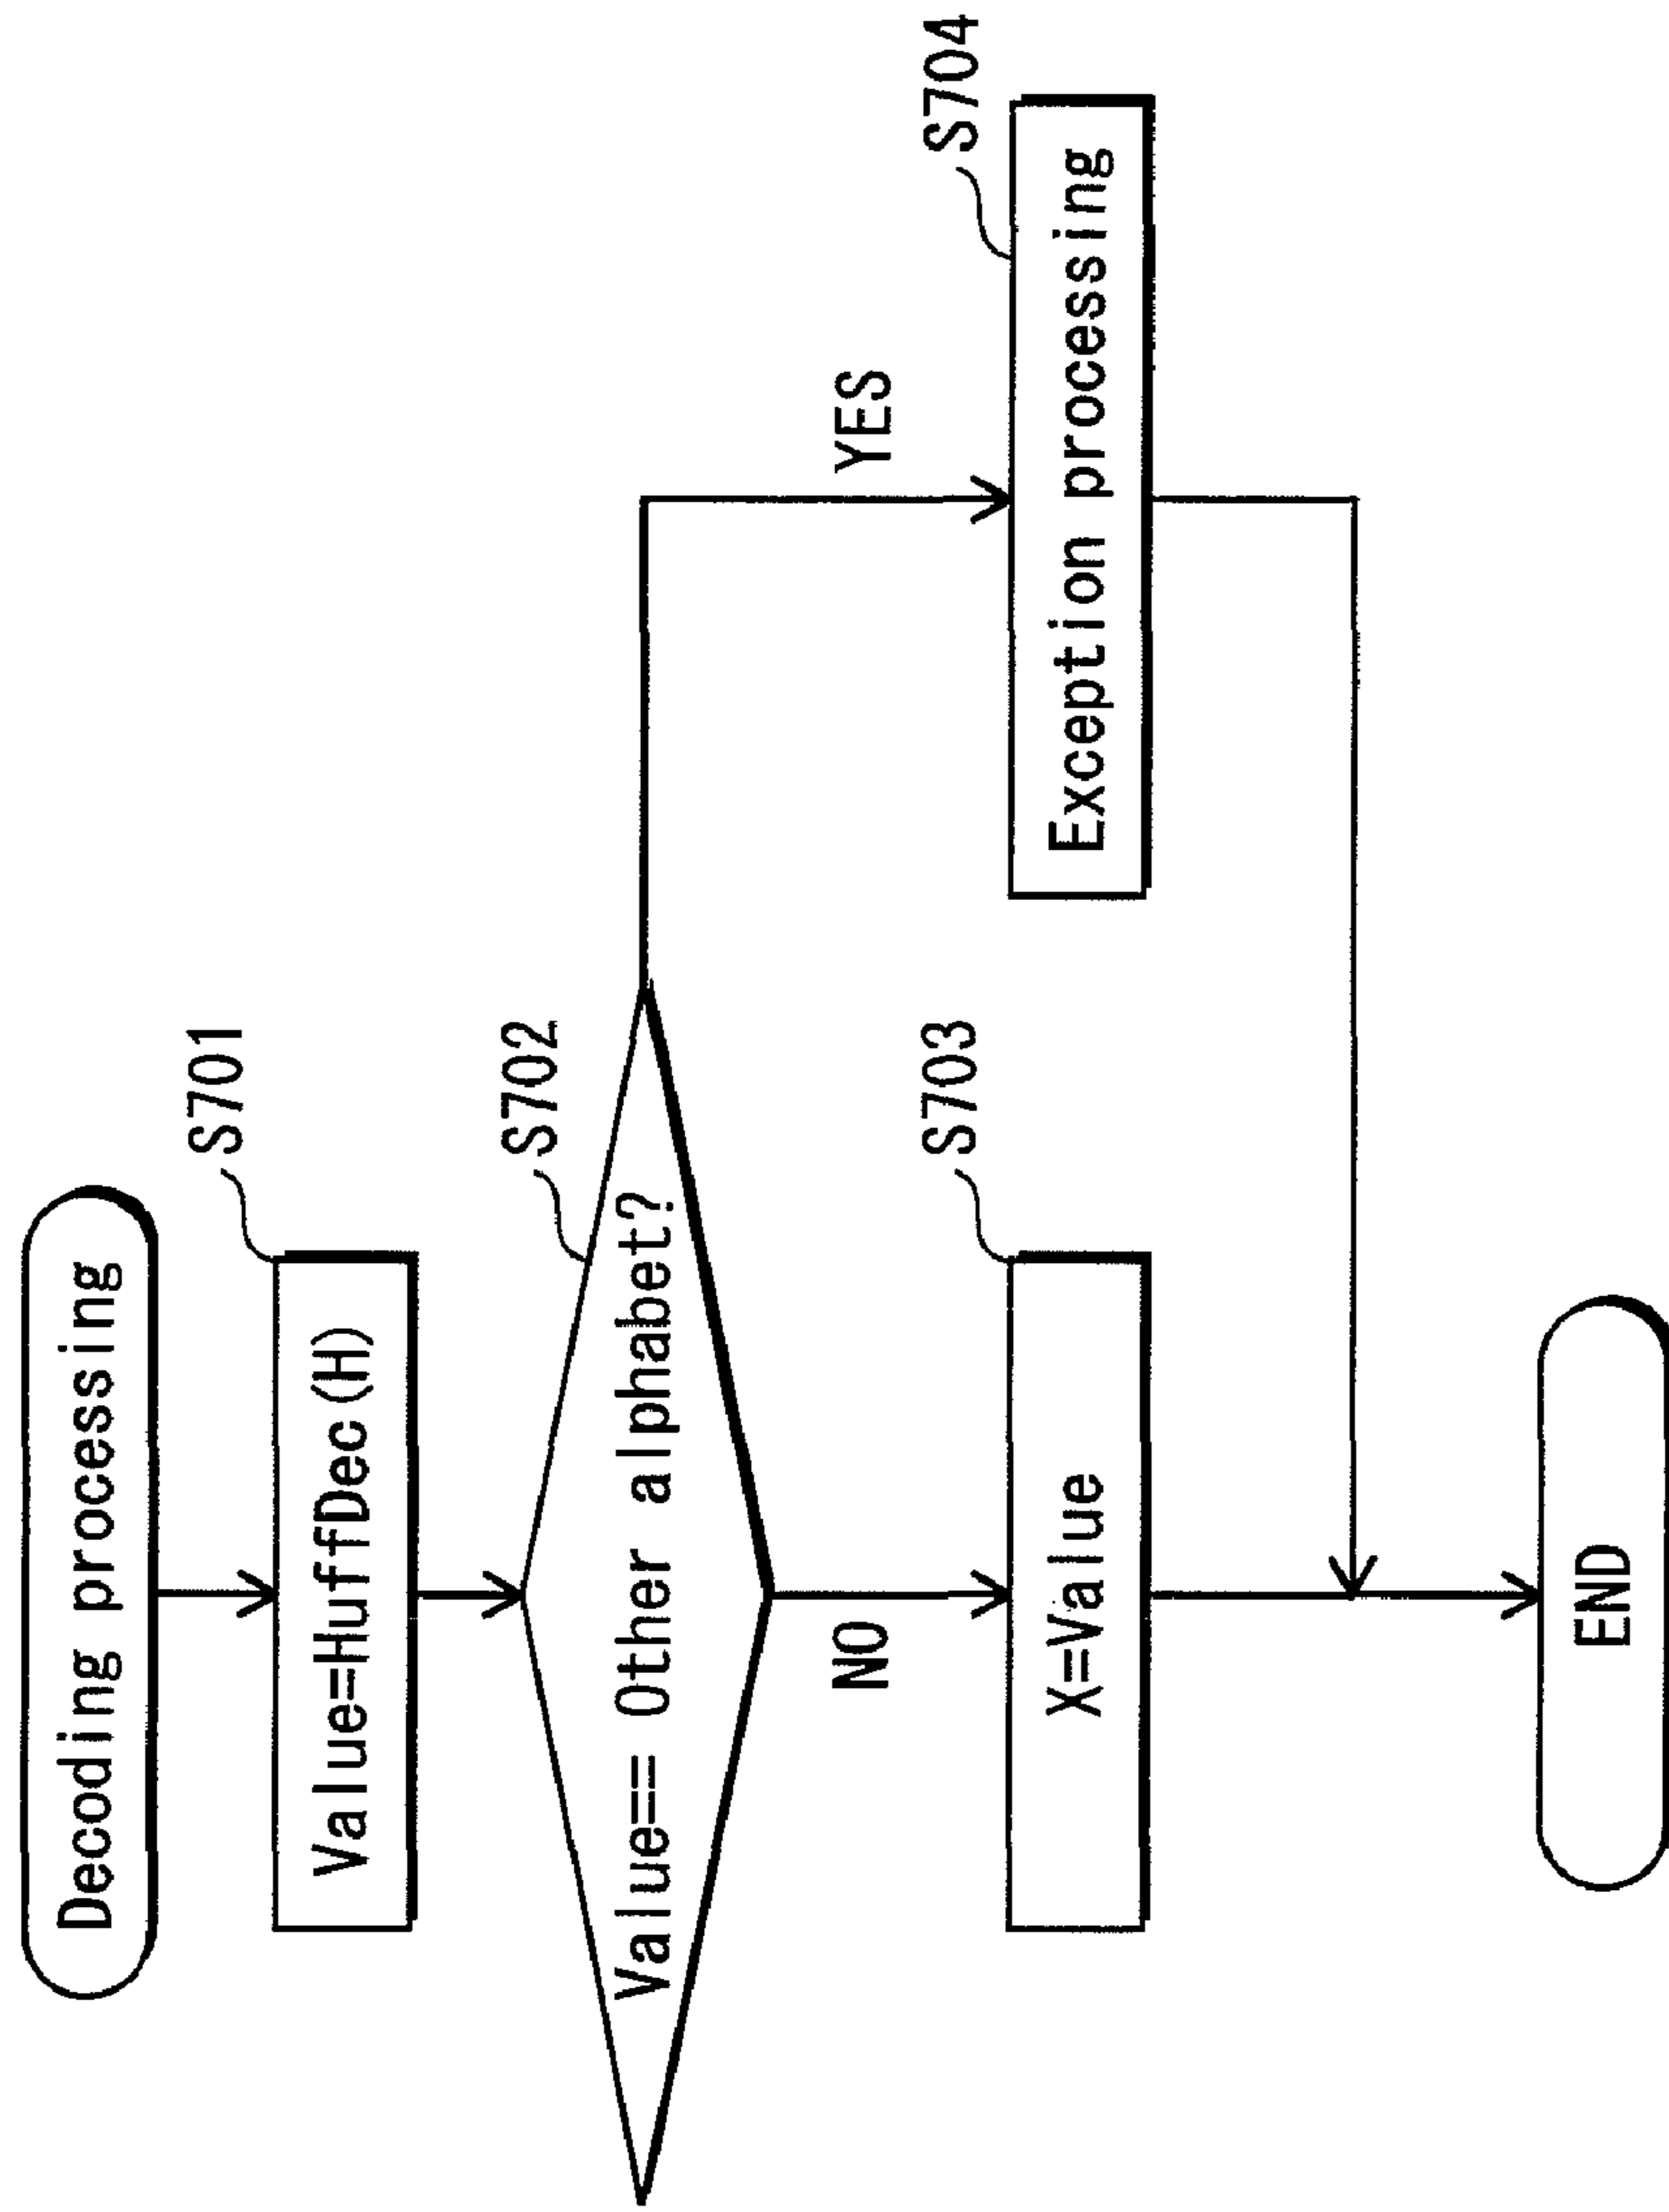 Decoding processing
S701
Value=HuffDec(H)
S702
Value== Other alphabet?
YES
NO
S703
X=Value
S704
Exception processing
END